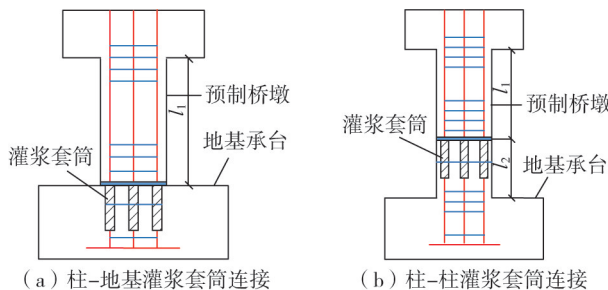 l₁
预制桥墩
地基承台
灌浆套筒
(a)柱-地基灌浆套筒连接
l₁
预制桥墩
灌浆套筒
l₂
地基承台
(b)柱-柱灌浆套筒连接